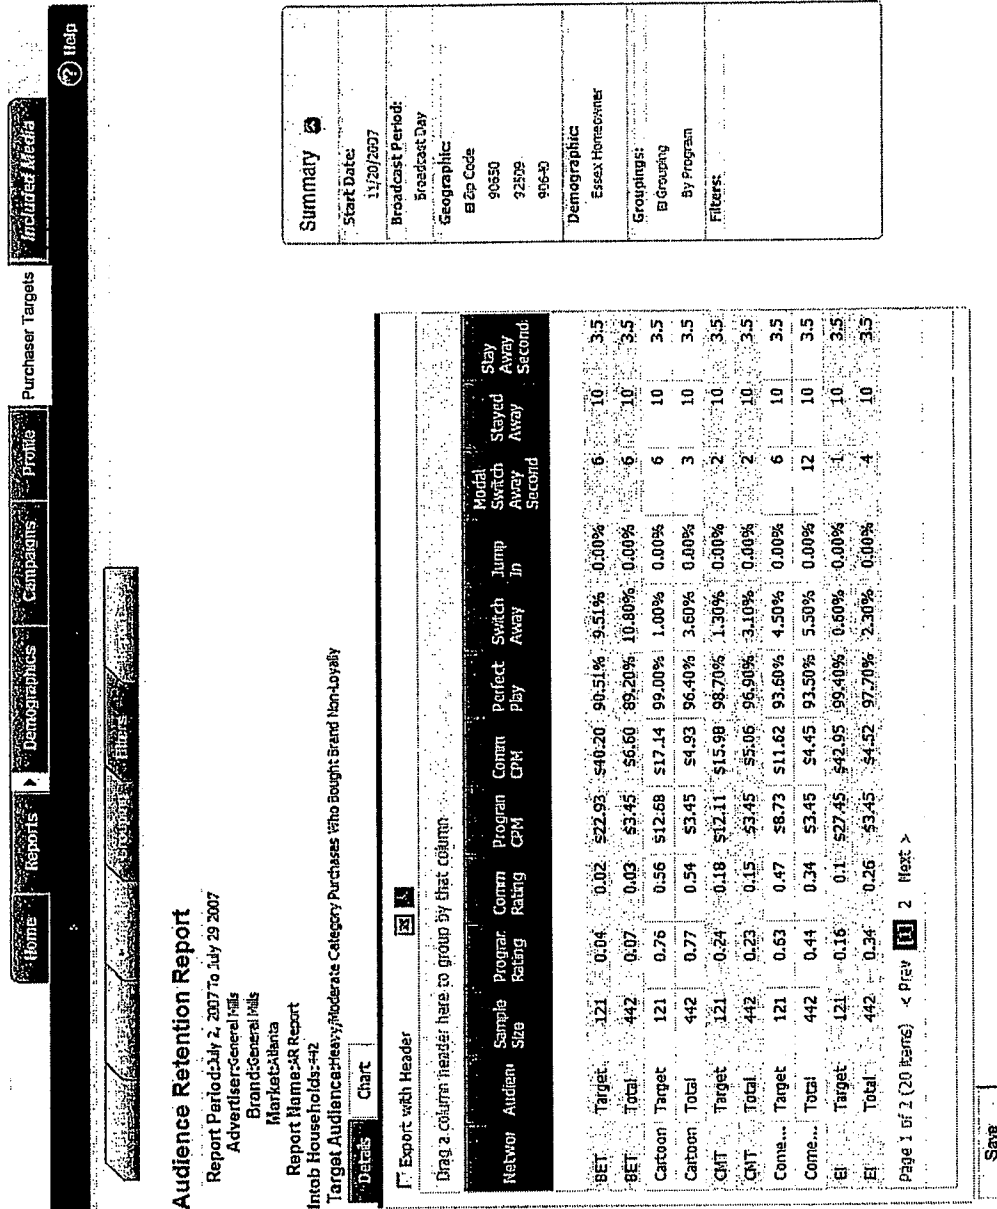 Home
Reports
Demographics
Campaigns
Profile
Purchaser Targets
Included Media
? Help
Groupings
Filters
Audience Retention Report
Report Period:July 2, 2007 To July 29 2007
Advertiser:General Mills
Brand:General Mills
Market:Atlanta
Report Name:AR Report
Intab Households:442
Target Audience:Heavy/Moderate Category Purchases Who Bought Brand Non-Loyally
Details Chart
Export with Header
Drag a column header here to group by that column
Networ Audienc Sample Size Prograr. Rating Comm Rating Progran CPM Comm CPM Perfect Play Switch Away Jump In Modal Switch Away Second Stayed Away Stay Away Second
BET Target 121 0.04 0.02 $22.93 $40.20 90.51% 9.51% 0.00% 6 10 3.5
BET Total 442 0.07 0.03 $3.45 $6.60 89.20% 10.80% 0.00% 6 10 3.5
Cartoon Target 121 0.76 0.56 $12.68 $17.14 99.00% 1.00% 0.00% 6 10 3.5
Cartoon Total 442 0.77 0.54 $3.45 $4.93 96.40% 3.60% 0.00% 3 10 3.5
CMT Target 121 0.24 0.18 $12.11 $15.98 98.70% 1.30% 0.00% 2 10 3.5
CMT Total 442 0.23 0.15 $3.45 $5.06 96.90% 3.10% 0.00% 2 10 3.5
Come... Target 121 0.63 0.47 $8.73 $11.62 93.60% 4.50% 0.00% 6 10 3.5
Come... Total 442 0.44 0.34 $3.45 $4.45 93.50% 5.50% 0.00% 12 10 3.5
E! Target 121 0.16 0.1 $27.45 $42.95 99.40% 0.60% 0.00% 1 10 3.5
E! Total 442 0.34 0.26 $3.45 $4.52 97.70% 2.30% 0.00% 4 10 3.5
Page 1 of 2 (20 items) < Prev [1] 2 Next >
Save
Summary
Start Date:
11/20/2007
Broadcast Period:
Broadcast Day
Geographic:
Zip Code
90650
92509
90640
Demographic:
Essex Homeowner
Groupings:
Grouping
By Program
Filters: